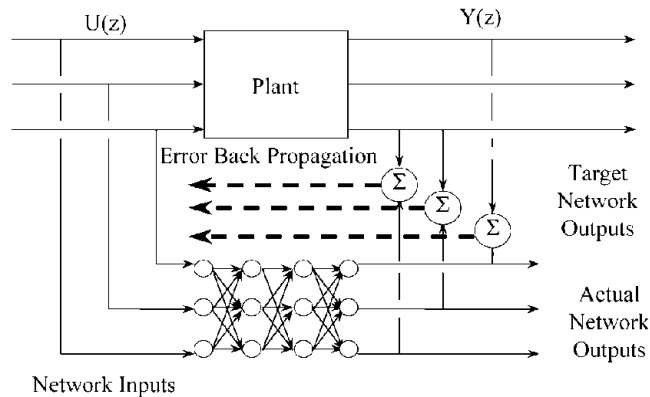 U(z)
Y(z)
Plant
Error Back Propagation
Σ
Σ
Σ
Target
Network
Outputs
Actual
Network
Outputs
Network Inputs